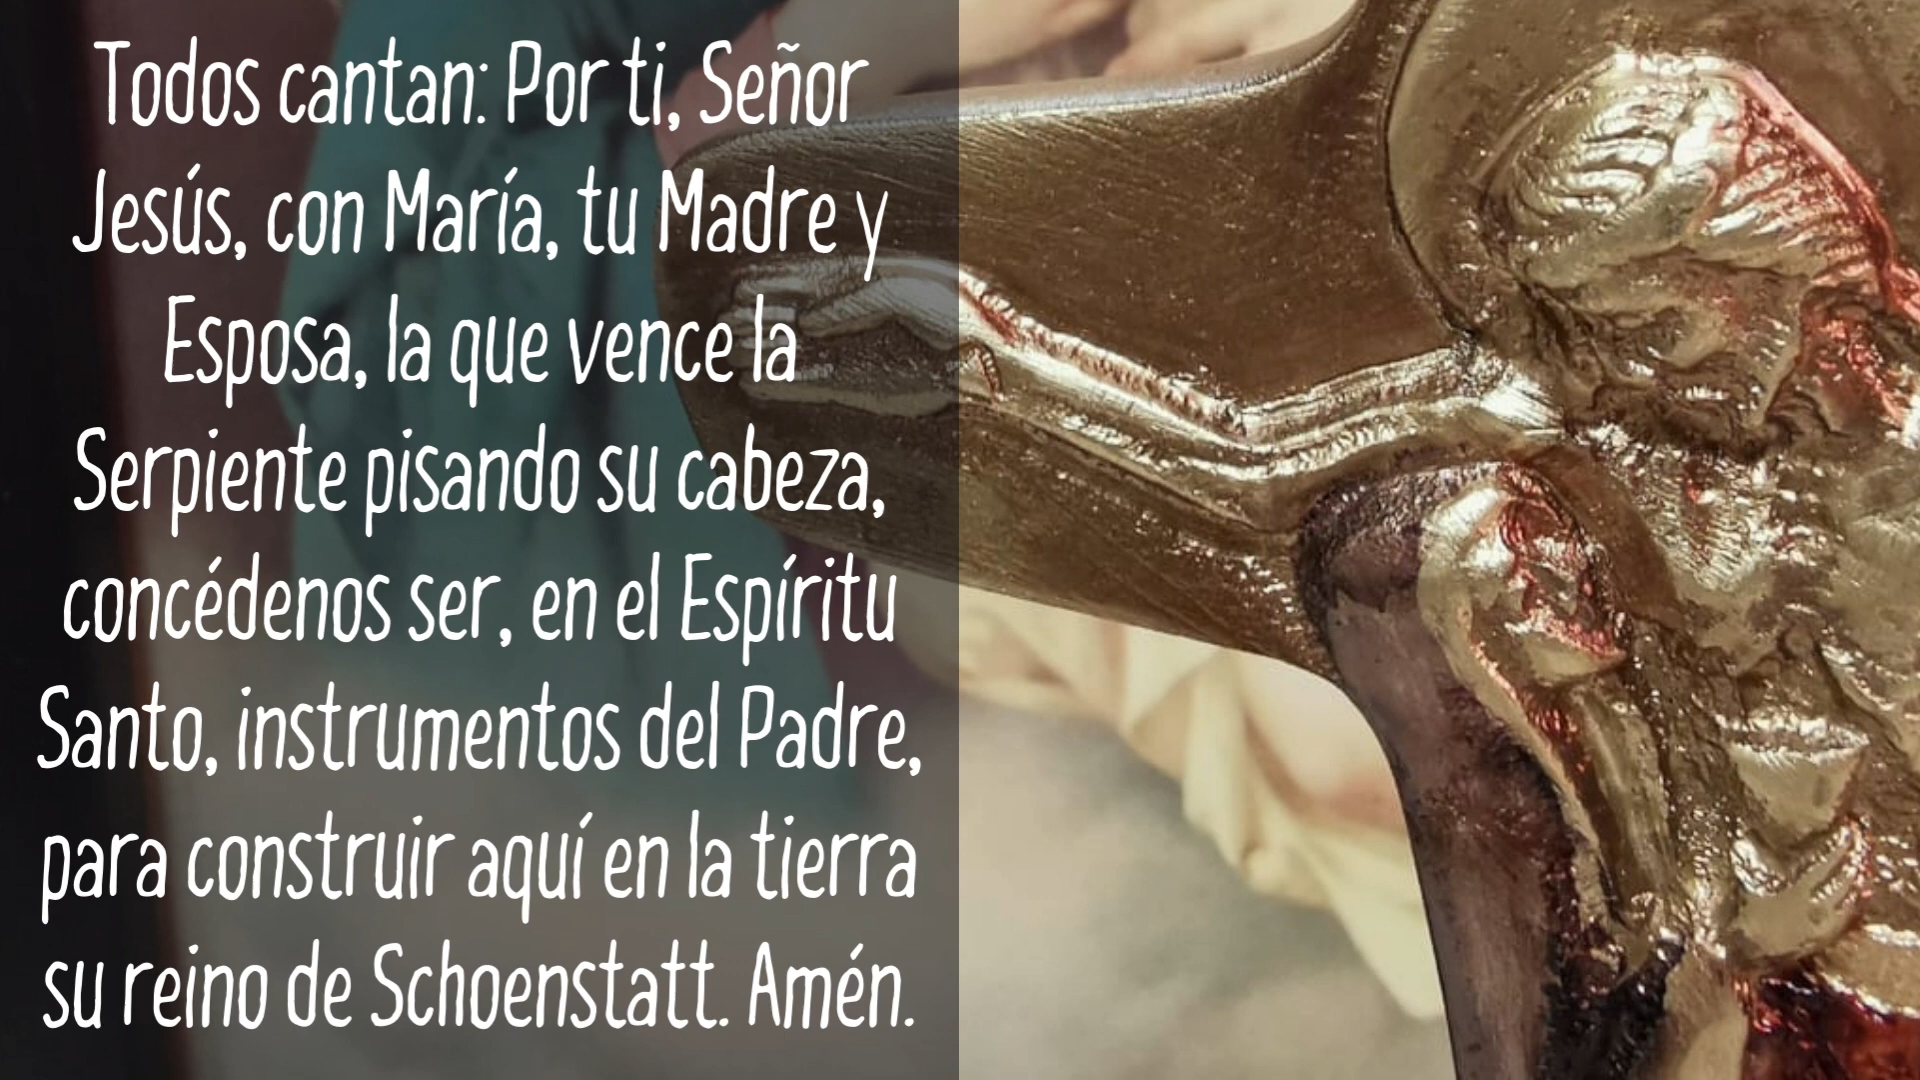 Todos cantan: Por ti, Señor
Jesús, con María, tu Madre y
Esposa, la que vence la
Serpiente pisando su cabeza,
concédenos ser, en el Espíritu
Santo, instrumentos del Padre,
para construir aquí en la tierra
su reino de Schoenstatt. Amén.